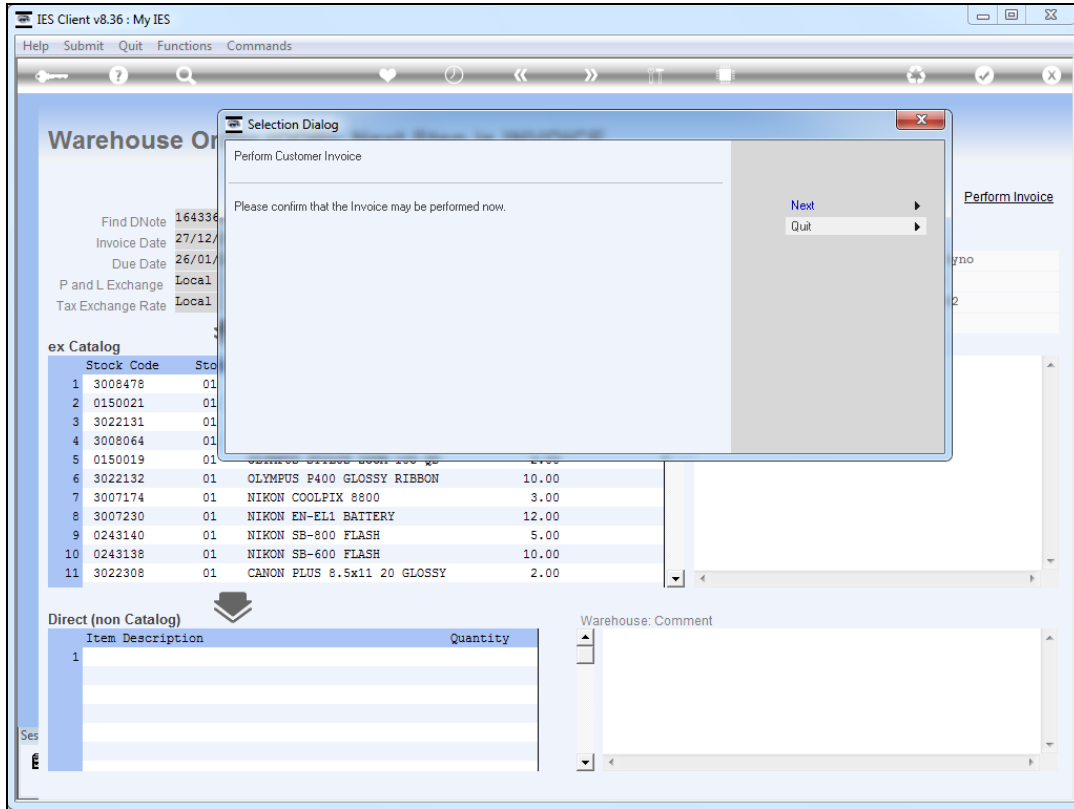 IES Client v8.36 : My IES
Help Submit Quit Functions Commands
Selection Dialog
Warehouse Or
Perform Customer Invoice
Please confirm that the Invoice may be performed now.
Next
Quit
Perform Invoice
Find DNote 164336
Invoice Date 27/12/
Due Date 26/01/
yno
P and L Exchange Local
Tax Exchange Rate Local
2
ex Catalog
Stock Code Sto
1 3008478 01
2 0150021 01
3 3022131 01
4 3008064 01
5 0150019 01
6 3022132 01 OLYMPUS P400 GLOSSY RIBBON 10.00
7 3007174 01 NIKON COOLPIX 8800 3.00
8 3007230 01 NIKON EN-EL1 BATTERY 12.00
9 0243140 01 NIKON SB-800 FLASH 5.00
10 0243138 01 NIKON SB-600 FLASH 10.00
11 3022308 01 CANON PLUS 8.5x11 20 GLOSSY 2.00
Direct (non Catalog)
Warehouse: Comment
Item Description Quantity
1
Ses